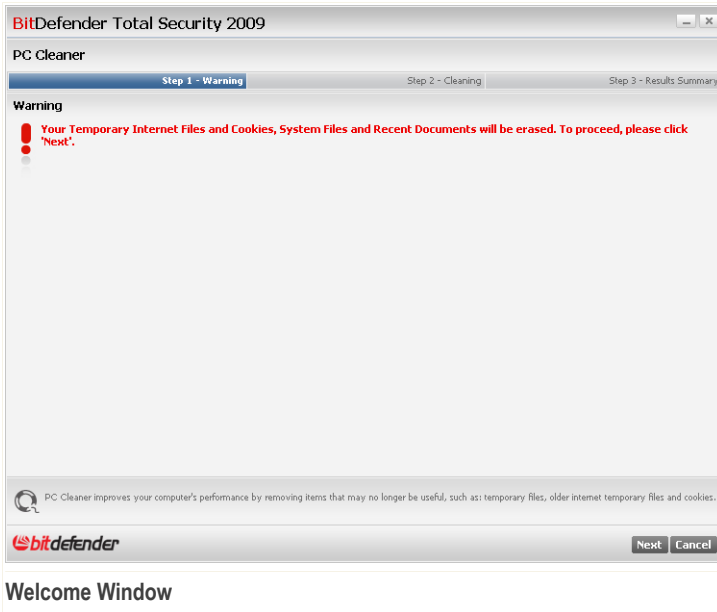 BitDefender Total Security 2009
PC Cleaner
Step 1 - Warning
Step 2 - Cleaning
Step 3 - Results Summary
Warning
Your Temporary Internet Files and Cookies, System Files and Recent Documents will be erased. To proceed, please click
'Next'.
PC Cleaner improves your computer's performance by removing items that may no longer be useful, such as: temporary files, older internet temporary files and cookies.
bitdefender
Next
Cancel
Welcome Window